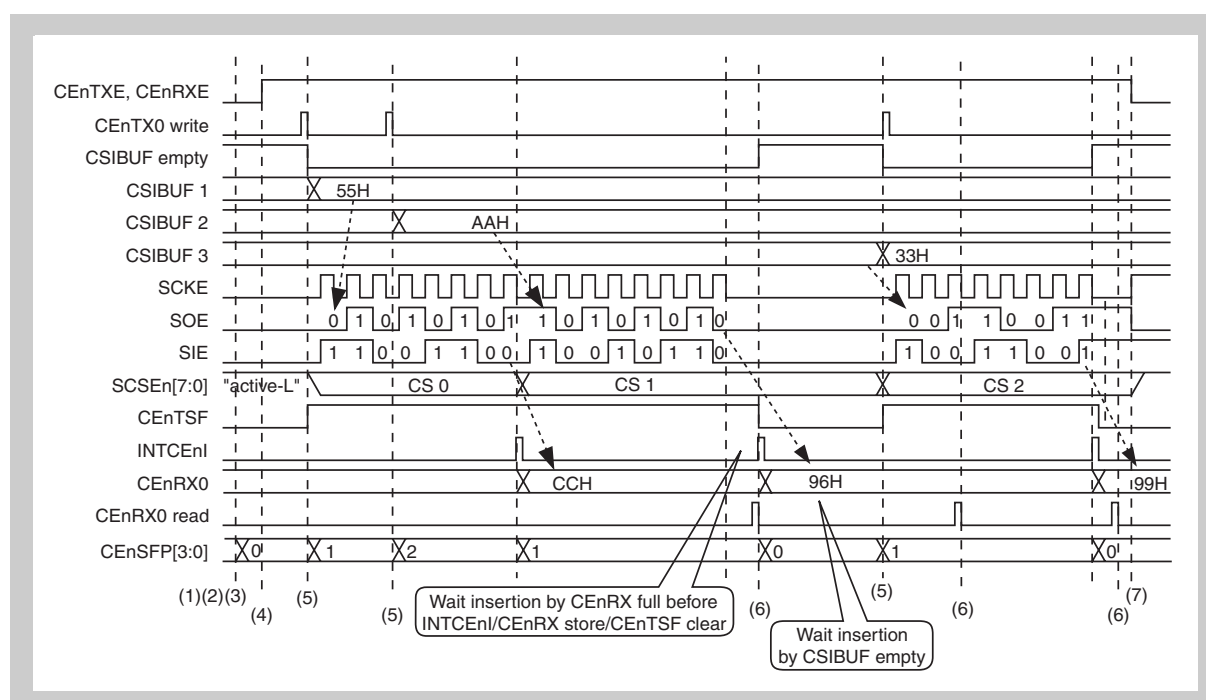 CEnTXE, CEnRXE
CEnTX0 write
CSIBUF empty
CSIBUF 1 55H
CSIBUF 2 AAH
CSIBUF 3 33H
SCKE
SOE 0 1 0 1 0 1 0 1 1 0 1 0 1 0 1 0 0 0 1 1 0 0 1 1
SIE 1 1 0 0 1 1 0 0 1 0 0 1 0 1 1 0 1 0 0 1 1 0 0 1
SCSEn[7:0] "active-L" CS 0 CS 1 CS 2
CEnTSF
INTCEnI
CEnRX0 CCH 96H 99H
CEnRX0 read
CEnSFP[3:0] 0 1 2 1 0 1 0
(1)(2)(3) (4) (5) (5) (6) (5) (6) (6) (7)
Wait insertion by CEnRX full before
INTCEnI/CEnRX store/CEnTSF clear
Wait insertion
by CSIBUF empty